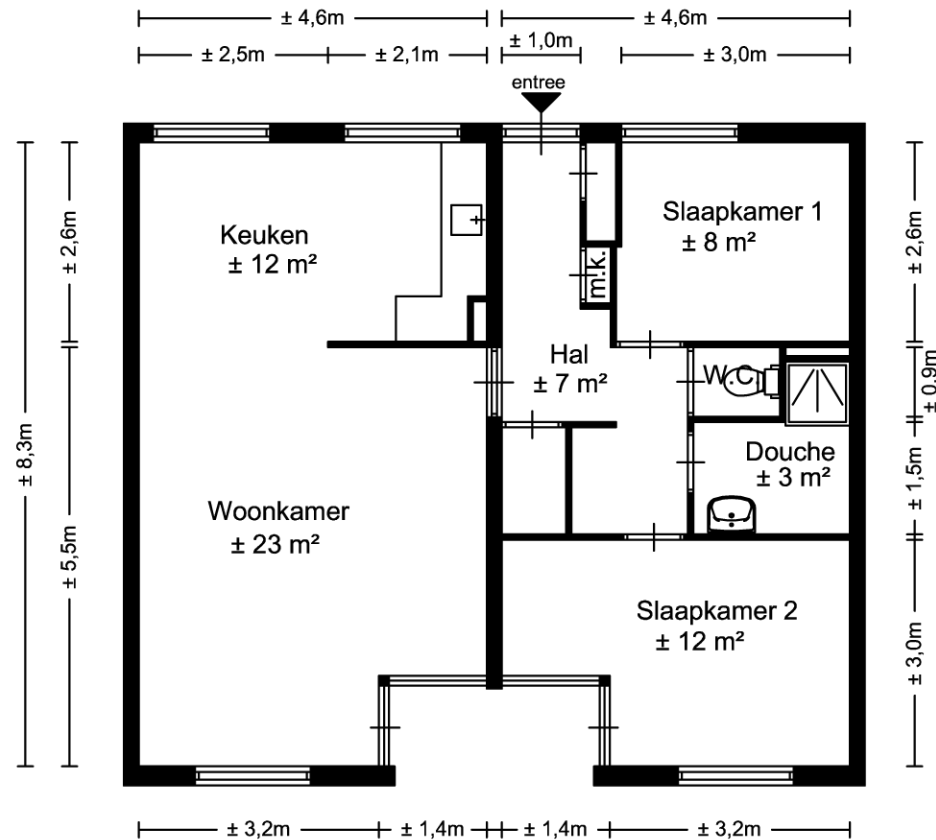 ± 4,6m
± 4,6m
± 2,5m
± 2,1m
± 1,0m
± 3,0m
entree
± 8,3m
± 2,6m
± 5,5m
Keuken
± 12 m²
Slaapkamer 1
± 8 m²
m.k.
Hal
± 7 m²
W.C.
Douche
± 3 m²
Woonkamer
± 23 m²
Slaapkamer 2
± 12 m²
± 2,6m
± 0,9m
± 1,5m
± 3,0m
± 3,2m
± 1,4m
± 1,4m
± 3,2m